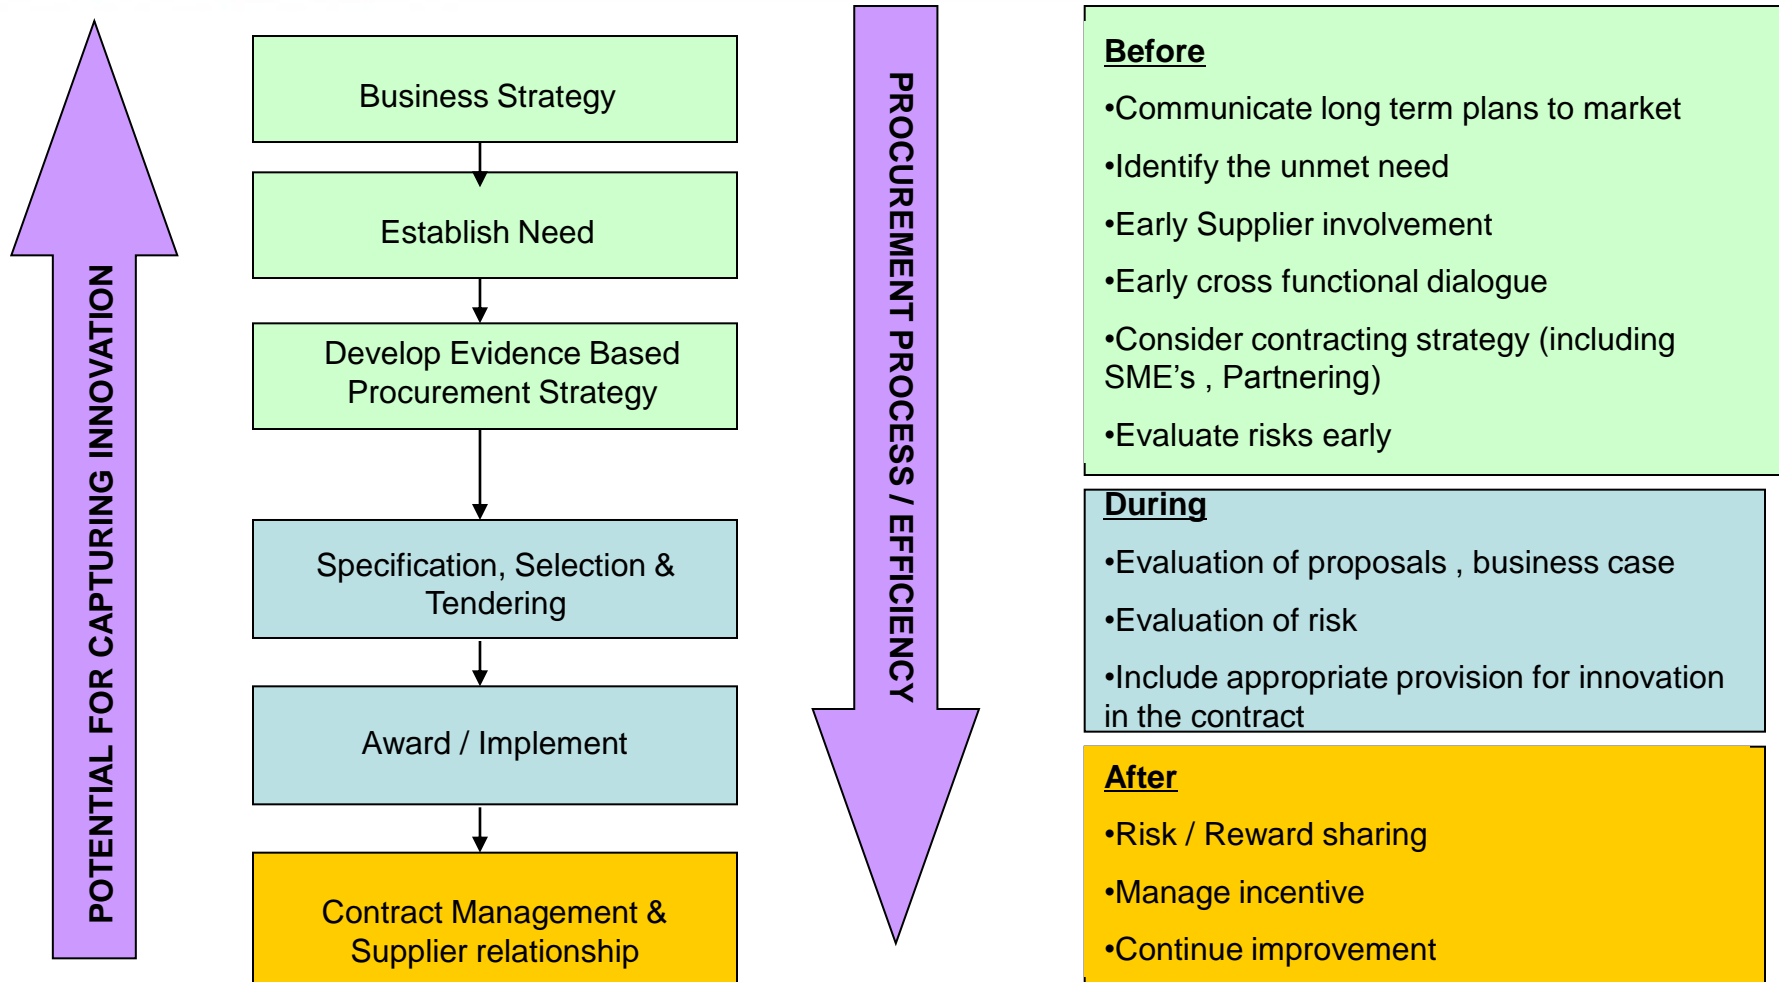 POTENTIAL FOR CAPTURING INNOVATION
Business Strategy
Establish Need
Develop Evidence Based
Procurement Strategy
Specification, Selection &
Tendering
Award / Implement
Contract Management &
Supplier relationship
PROCUREMENT PROCESS / EFFICIENCY
Before
•Communicate long term plans to market
•Identify the unmet need
•Early Supplier involvement
•Early cross functional dialogue
•Consider contracting strategy (including
SME’s , Partnering)
•Evaluate risks early
During
•Evaluation of proposals , business case
•Evaluation of risk
•Include appropriate provision for innovation
in the contract
After
•Risk / Reward sharing
•Manage incentive
•Continue improvement